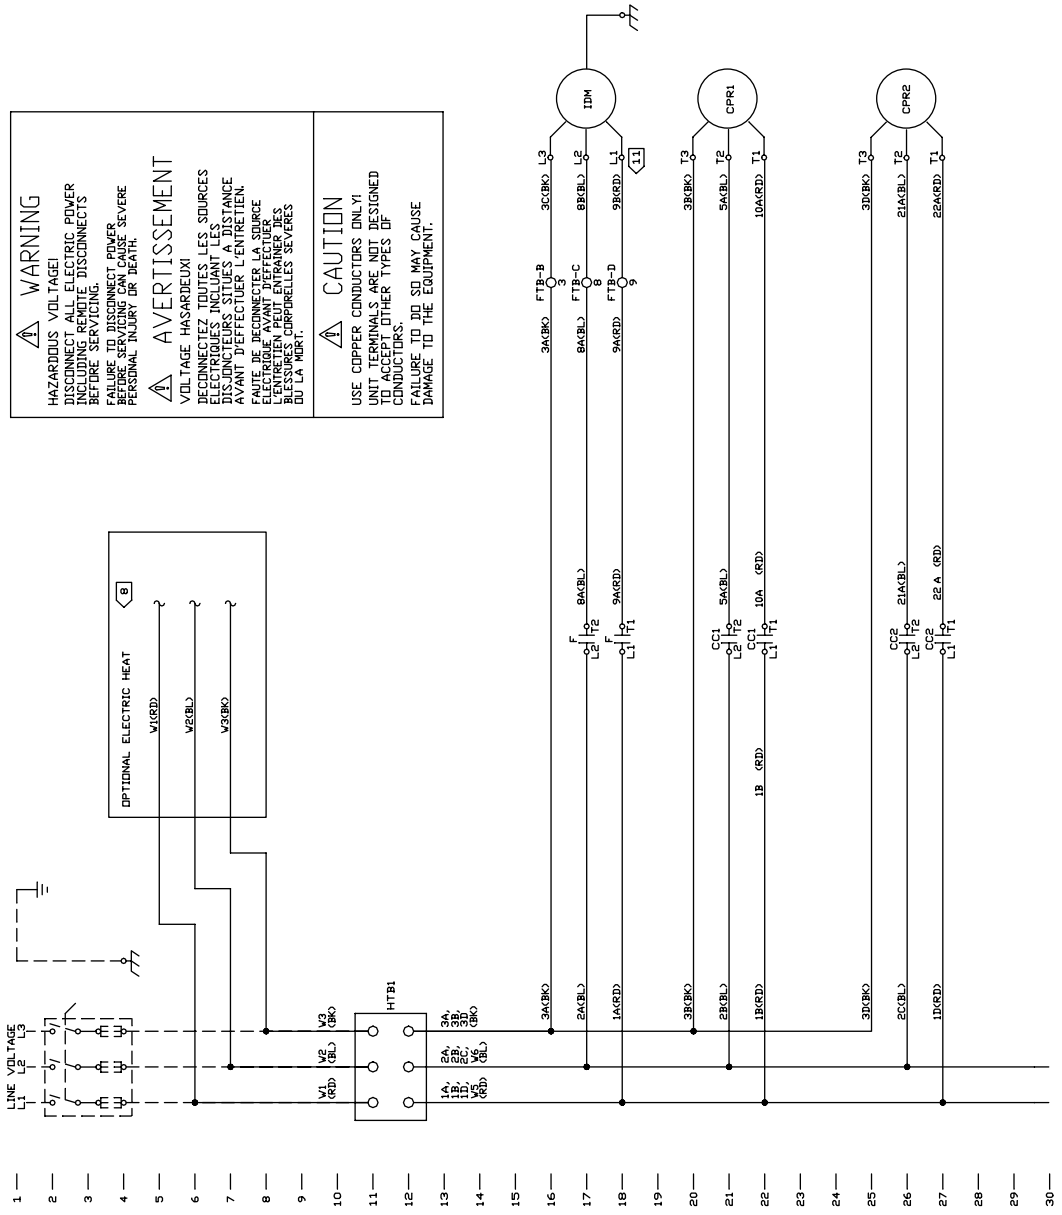 WARNING
HAZARDOUS VOLTAGE!
DISCONNECT ALL ELECTRIC POWER
INCLUDING REMOTE DISCONNECTS
BEFORE SERVICING.
FAILURE TO DISCONNECT POWER
BEFORE SERVICING CAN CAUSE SEVERE
PERSONAL INJURY OR DEATH.
AVERTISSEMENT
VOLTAGE HASARDEUX!
DECONNECTEZ TOUTES LES SOURCES
ELECTRIQUES INCLUANT LES
DISJONCTEURS SITUES A DISTANCE
AVANT D'EFFECTUER L'ENTRETIEN.
FAUTE DE DECONNECTER LA SOURCE
ELECTRIQUE AVANT D'EFFECTUER
L'ENTRETIEN PEUT ENTRAINER DES
BLESSURES CORPORELLES SEVERES
OU LA MORT.
CAUTION
USE COPPER CONDUCTORS ONLY!
UNIT TERMINALS ARE NOT DESIGNED
TO ACCEPT OTHER TYPES OF
CONDUCTORS.
FAILURE TO DO SO MAY CAUSE
DAMAGE TO THE EQUIPMENT.
LINE VOLTAGE
L1 L2 L3
OPTIONAL ELECTRIC HEAT
8
W1(RD)
W2(BL)
W3(BK)
W1
(RD)
W2
(BL)
W3
(BK)
HTB1
1A,
1B,
1D,
W5
(RD)
2A,
2B,
2C,
W6
(BL)
3A,
3B,
3D
(BK)
3A(BK) 3A(BK) FTB-B 3 3C(BK) L3
2A(BL) L2 F T2 8A(BL) 8A(BL) FTB-C 8 8B(BL) L2 IDM
1A(RD) L1 T1 9A(RD) 9A(RD) FTB-D 9 9B(RD) L1
11
3B(BK) 3B(BK) T3
2B(BL) L2 CC1 T2 5A(BL) 5A(BL) T2 CPR1
1B(RD) 1B (RD) L1 CC1 T1 10A (RD) 10A(RD) T1
3D(BK) 3D(BK) T3
2C(BL) L2 CC2 T2 21A(BL) 21A(BL) T2 CPR2
1D(RD) L1 CC2 T1 22 A (RD) 22A(RD) T1
1
2
3
4
5
6
7
8
9
10
11
12
13
14
15
16
17
18
19
20
21
22
23
24
25
26
27
28
29
30